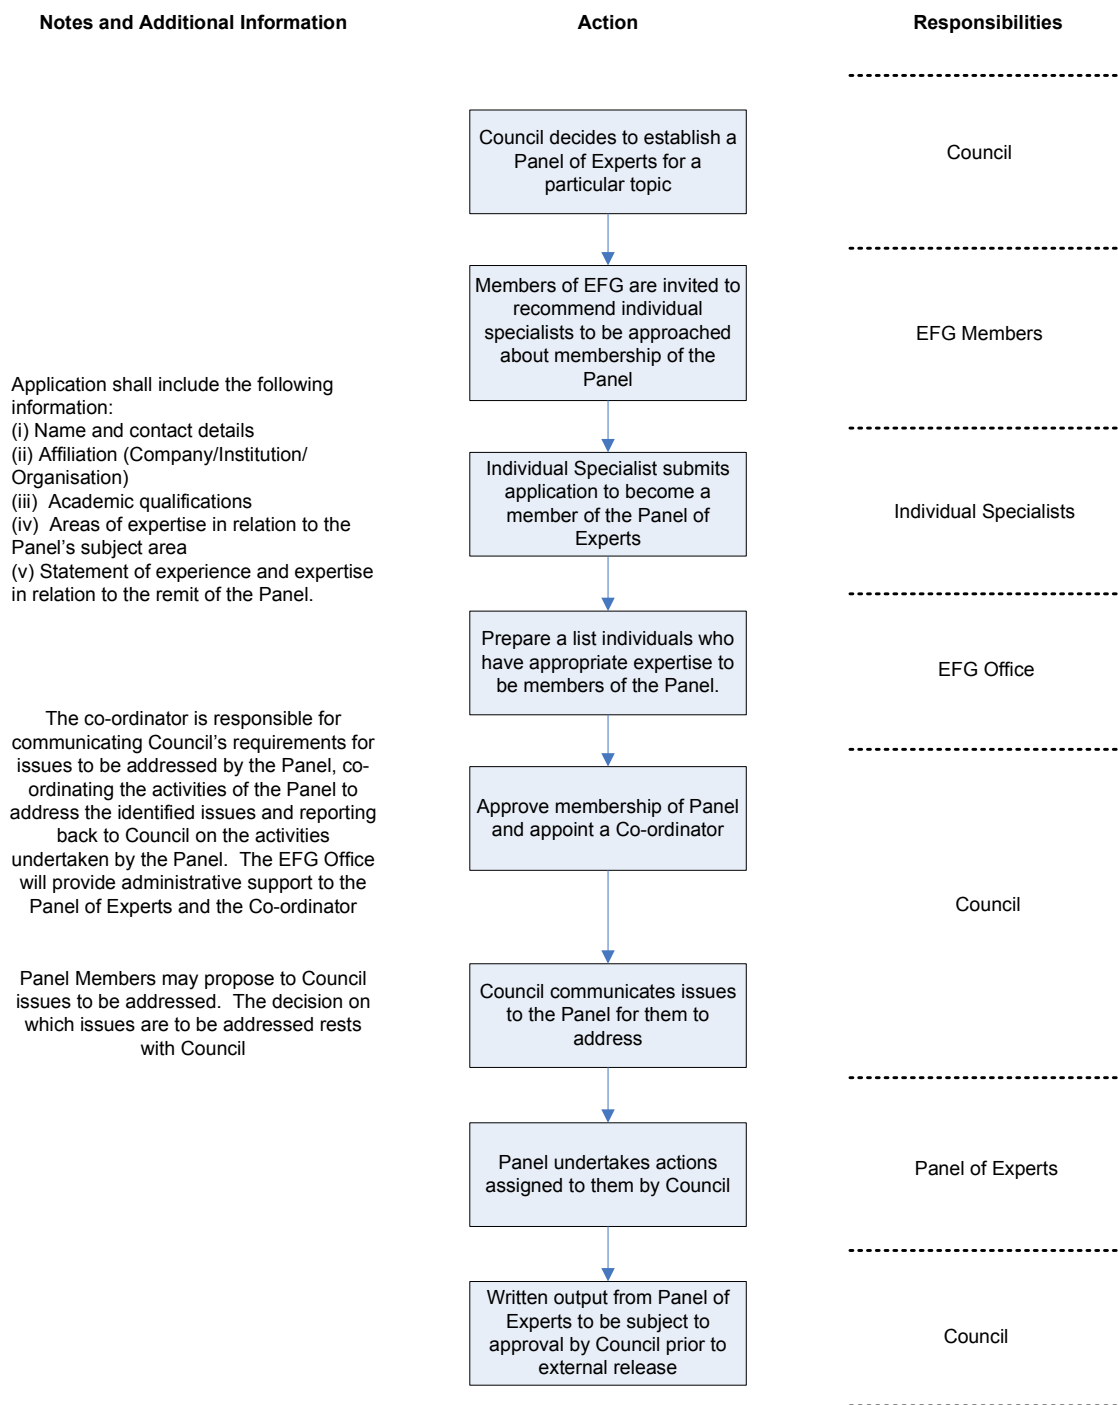 Notes and Additional Information
Action
Responsibilities
Council decides to establish a
Panel of Experts for a
particular topic
Council
Members of EFG are invited to
recommend individual
specialists to be approached
about membership of the
Panel
EFG Members
Application shall include the following
information:
(i) Name and contact details
(ii) Affiliation (Company/Institution/
Organisation)
(iii)  Academic qualifications
(iv)  Areas of expertise in relation to the
Panel's subject area
(v) Statement of experience and expertise
in relation to the remit of the Panel.
Individual Specialist submits
application to become a
member of the Panel of
Experts
Individual Specialists
Prepare a list individuals who
have appropriate expertise to
be members of the Panel.
EFG Office
The co-ordinator is responsible for
communicating Council's requirements for
issues to be addressed by the Panel, co-
ordinating the activities of the Panel to
address the identified issues and reporting
back to Council on the activities
undertaken by the Panel.  The EFG Office
will provide administrative support to the
Panel of Experts and the Co-ordinator
Approve membership of Panel
and appoint a Co-ordinator
Council
Panel Members may propose to Council
issues to be addressed.  The decision on
which issues are to be addressed rests
with Council
Council communicates issues
to the Panel for them to
address
Panel undertakes actions
assigned to them by Council
Panel of Experts
Written output from Panel of
Experts to be subject to
approval by Council prior to
external release
Council